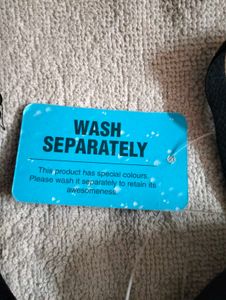 WASH
SEPARATELY
This product has special colours.
Please wash it separately to retain its
awesomeness.